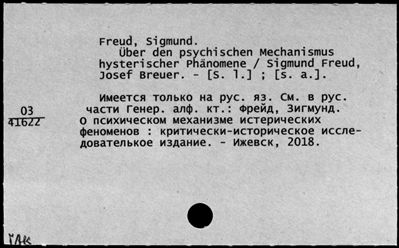 Freud, Sigmund.
Über den psychischen Mechanismus
hysterischer Phänomene / Sigmund Freud,
Josef Breuer. - [S. l.] ; [s. a.].
Имеется только на рус. яз. См. в рус.
части Генер. алф. кт.: Фрейд, Зигмунд.
03
41622
О психическом механизме истерических
феноменов : критически-историческое иссле-
довательское издание. - Ижевск, 2018.